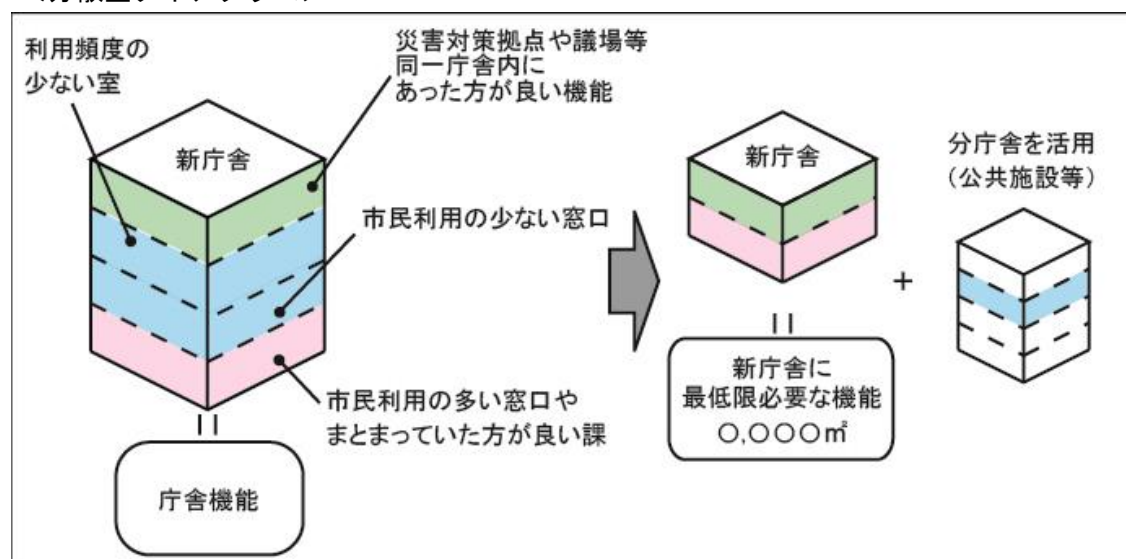 利用頻度の
少ない室
災害対策拠点や議場等
同一庁舎内に
あった方が良い機能
新庁舎
市民利用の少ない窓口
市民利用の多い窓口や
まとまっていた方が良い課
庁舎機能
新庁舎
分庁舎を活用
（公共施設等）
+
新庁舎に
最低限必要な機能
○,○○○㎡